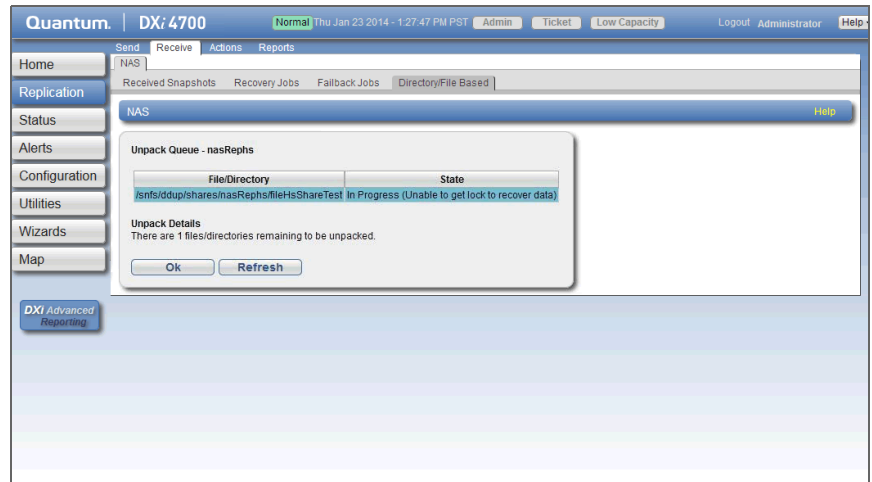 Quantum. DXi 4700 Normal Thu Jan 23 2014 - 1:27:47 PM PST Admin Ticket Low Capacity Logout Administrator Help
Send Receive Actions Reports
NAS
Received Snapshots Recovery Jobs Failback Jobs Directory/File Based
Home
Replication
Status
Alerts
Configuration
Utilities
Wizards
Map
DXi Advanced
Reporting
NAS Help
Unpack Queue - nasRephs
File/Directory State
/snfs/ddup/shares/nasRephs/fileHsShareTest In Progress (Unable to get lock to recover data)
Unpack Details
There are 1 files/directories remaining to be unpacked.
Ok Refresh